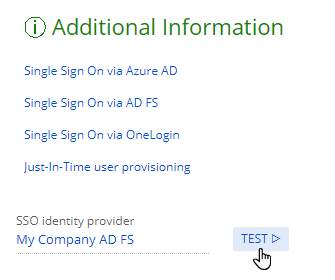 Additional Information
Single Sign On via Azure AD
Single Sign On via AD FS
Single Sign On via OneLogin
Just-In-Time user provisioning
SSO identity provider
My Company AD FS
TEST